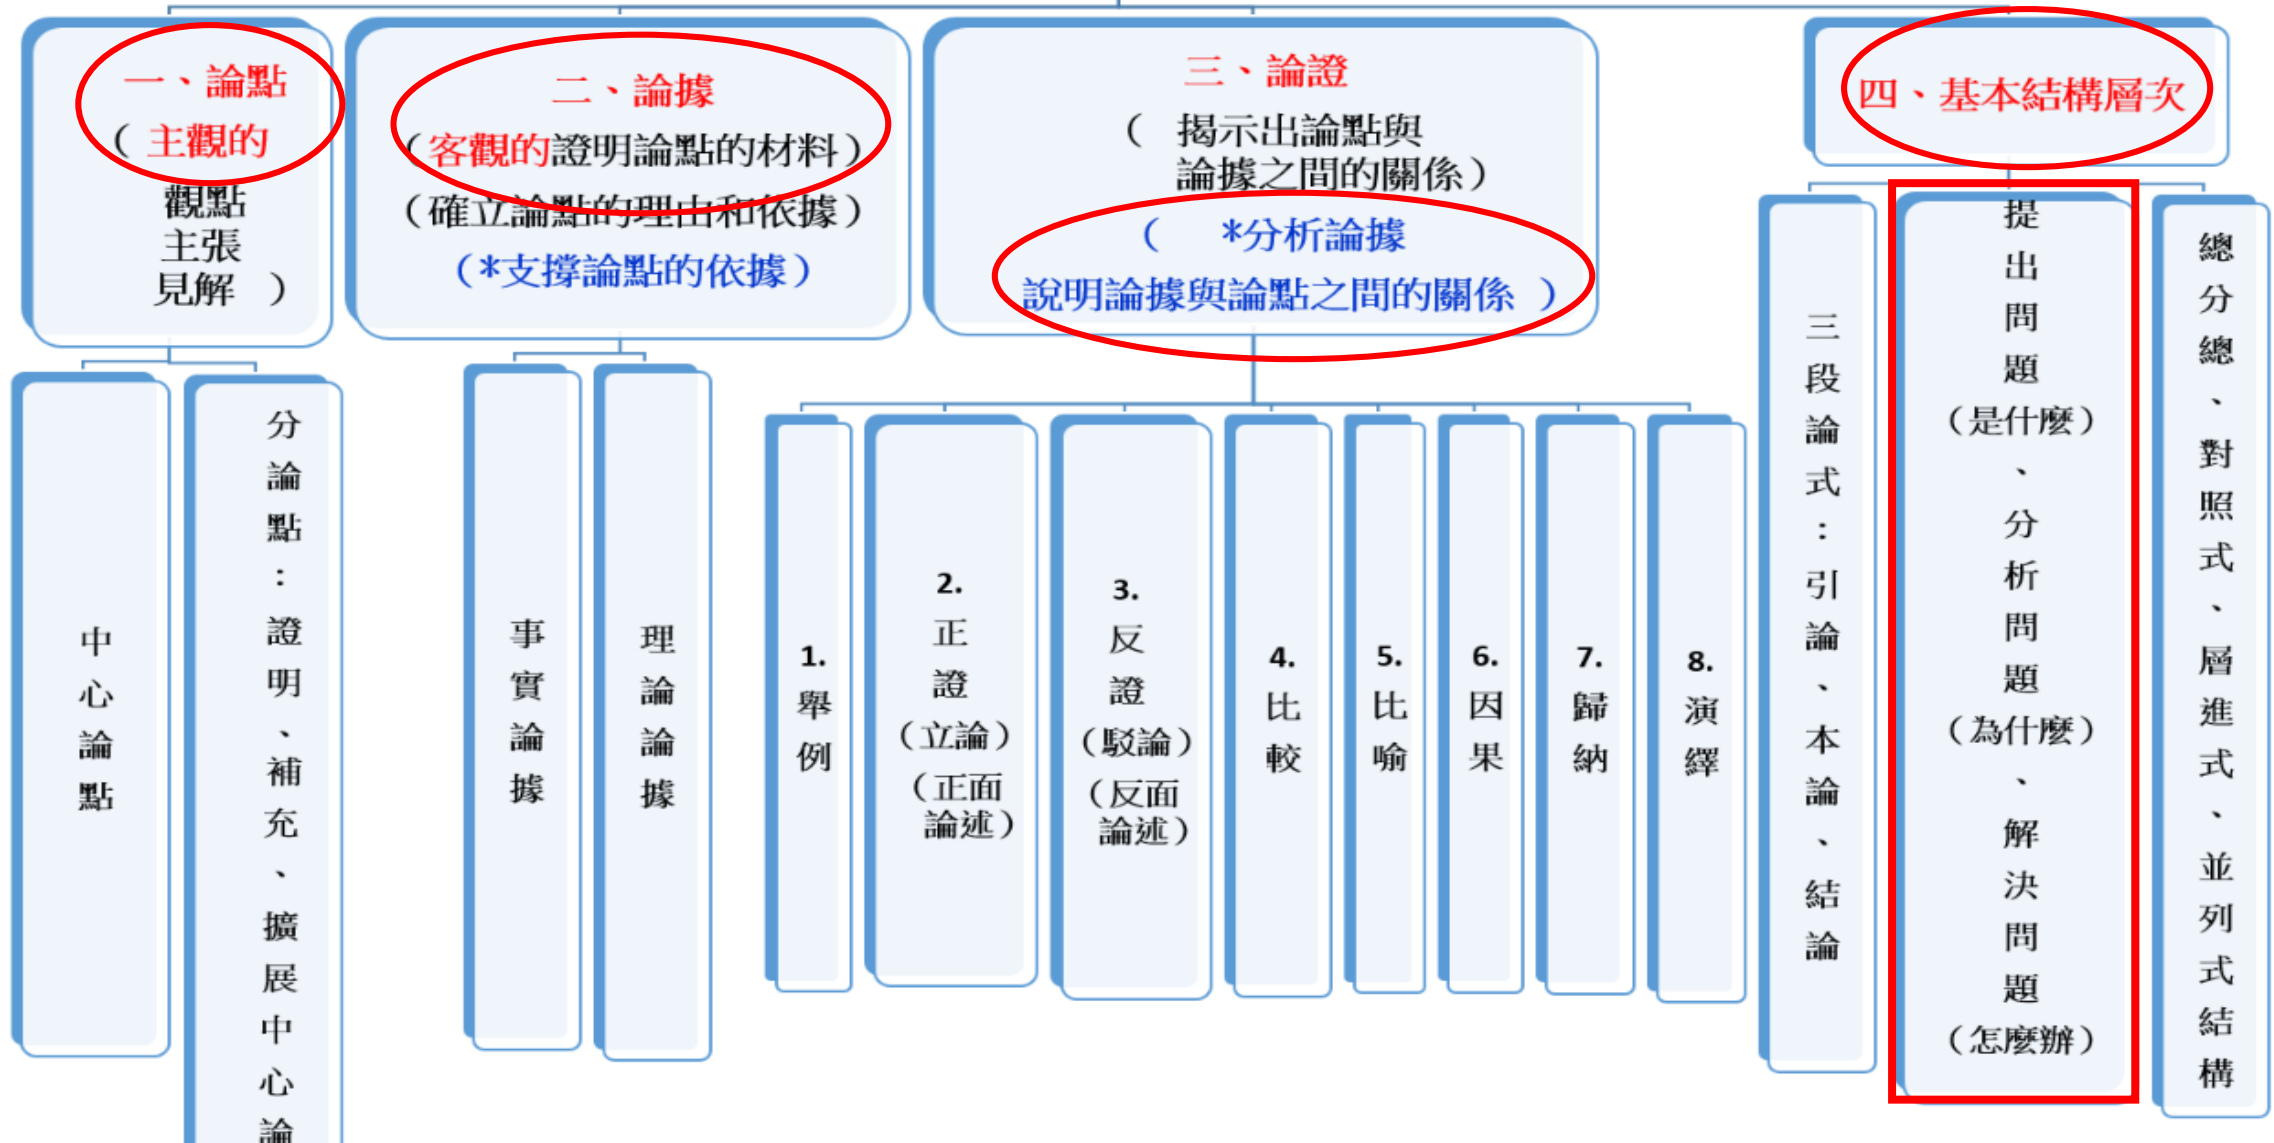 一、論點
（ 主觀的
觀點
主張
見解 ）
二、論據
（客觀的證明論點的材料）
（確立論點的理由和依據）
（*支撐論點的依據）
三、論證
（ 揭示出論點與
論據之間的關係）
（ *分析論據
說明論據與論點之間的關係 ）
四、基本結構層次
中心論點
分論點：證明、補充、擴展中心論
事實論據
理論論據
1.
舉例
2.
正證
（立論）
（正面
論述）
3.
反證
（駁論）
（反面
論述）
4.
比較
5.
比喻
6.
因果
7.
歸納
8.
演繹
三段論式：引論、本論、結論
提出問題
（是什麼）
、分析問題
（為什麼）
、解決問題
（怎麼辦）
總分總、對照式、層進式、並列式結構